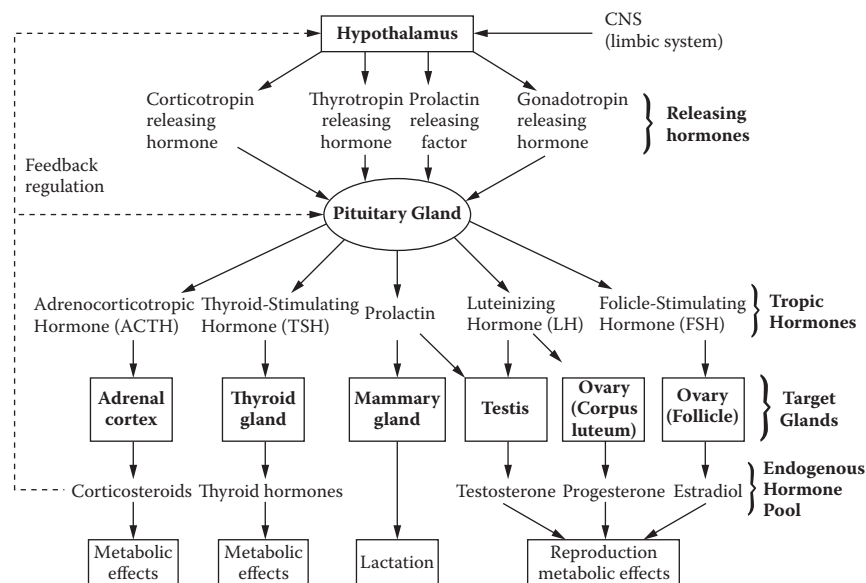 CNS
(limbic system)
Hypothalamus
Corticotropin
releasing
hormone
Thyrotropin
releasing
hormone
Prolactin
releasing
factor
Gonadotropin
releasing
hormone
Releasing
hormones
Feedback
regulation
Pituitary Gland
Adrenocorticotropic
Hormone (ACTH)
Thyroid-Stimulating
Hormone (TSH)
Prolactin
Luteinizing
Hormone (LH)
Folicle-Stimulating
Hormone (FSH)
Tropic
Hormones
Adrenal
cortex
Thyroid
gland
Mammary
gland
Testis
Ovary
(Corpus
luteum)
Ovary
(Follicle)
Target
Glands
Corticosteroids
Thyroid hormones
Testosterone
Progesterone
Estradiol
Endogenous
Hormone
Pool
Metabolic
effects
Metabolic
effects
Lactation
Reproduction
metabolic effects